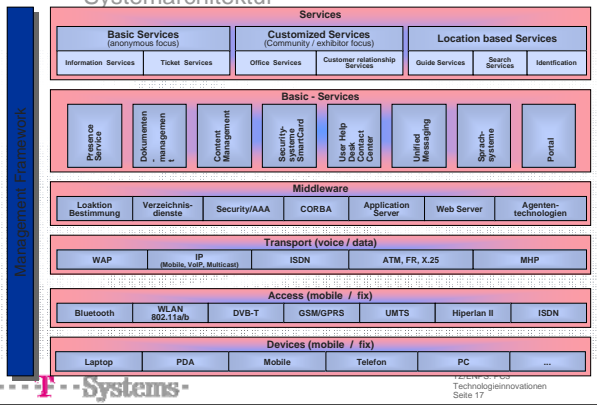 Systemarchitektur
Management Framework
Services
Basic Services
(anonymous focus)
Customized Services
(Community / exhibitor focus)
Location based Services
Information Services
Ticket Services
Office Services
Customer relationship
Services
Guide Services
Search
Services
Identfication
Basic - Services
Presence
Service
Dokumenten
- managemen
t
Content
Management
Security-
systeme
SmartCard
User Help
Desk
Contact
Center
Unified
Messaging
Sprach-
systeme
Portal
Middleware
Loaktion
Bestimmung
Verzeichnis-
dienste
Security/AAA
CORBA
Application
Server
Web Server
Agenten-
technologien
Transport (voice / data)
WAP
IP
(Mobile, VoIP, Multicast)
ISDN
ATM, FR, X.25
MHP
Access (mobile / fix)
Bluetooth
WLAN
802.11a/b
DVB-T
GSM/GPRS
UMTS
Hiperlan II
ISDN
Devices (mobile / fix)
Laptop
PDA
Mobile
Telefon
PC
...
T Systems
Technologieinnovationen
Seite 17